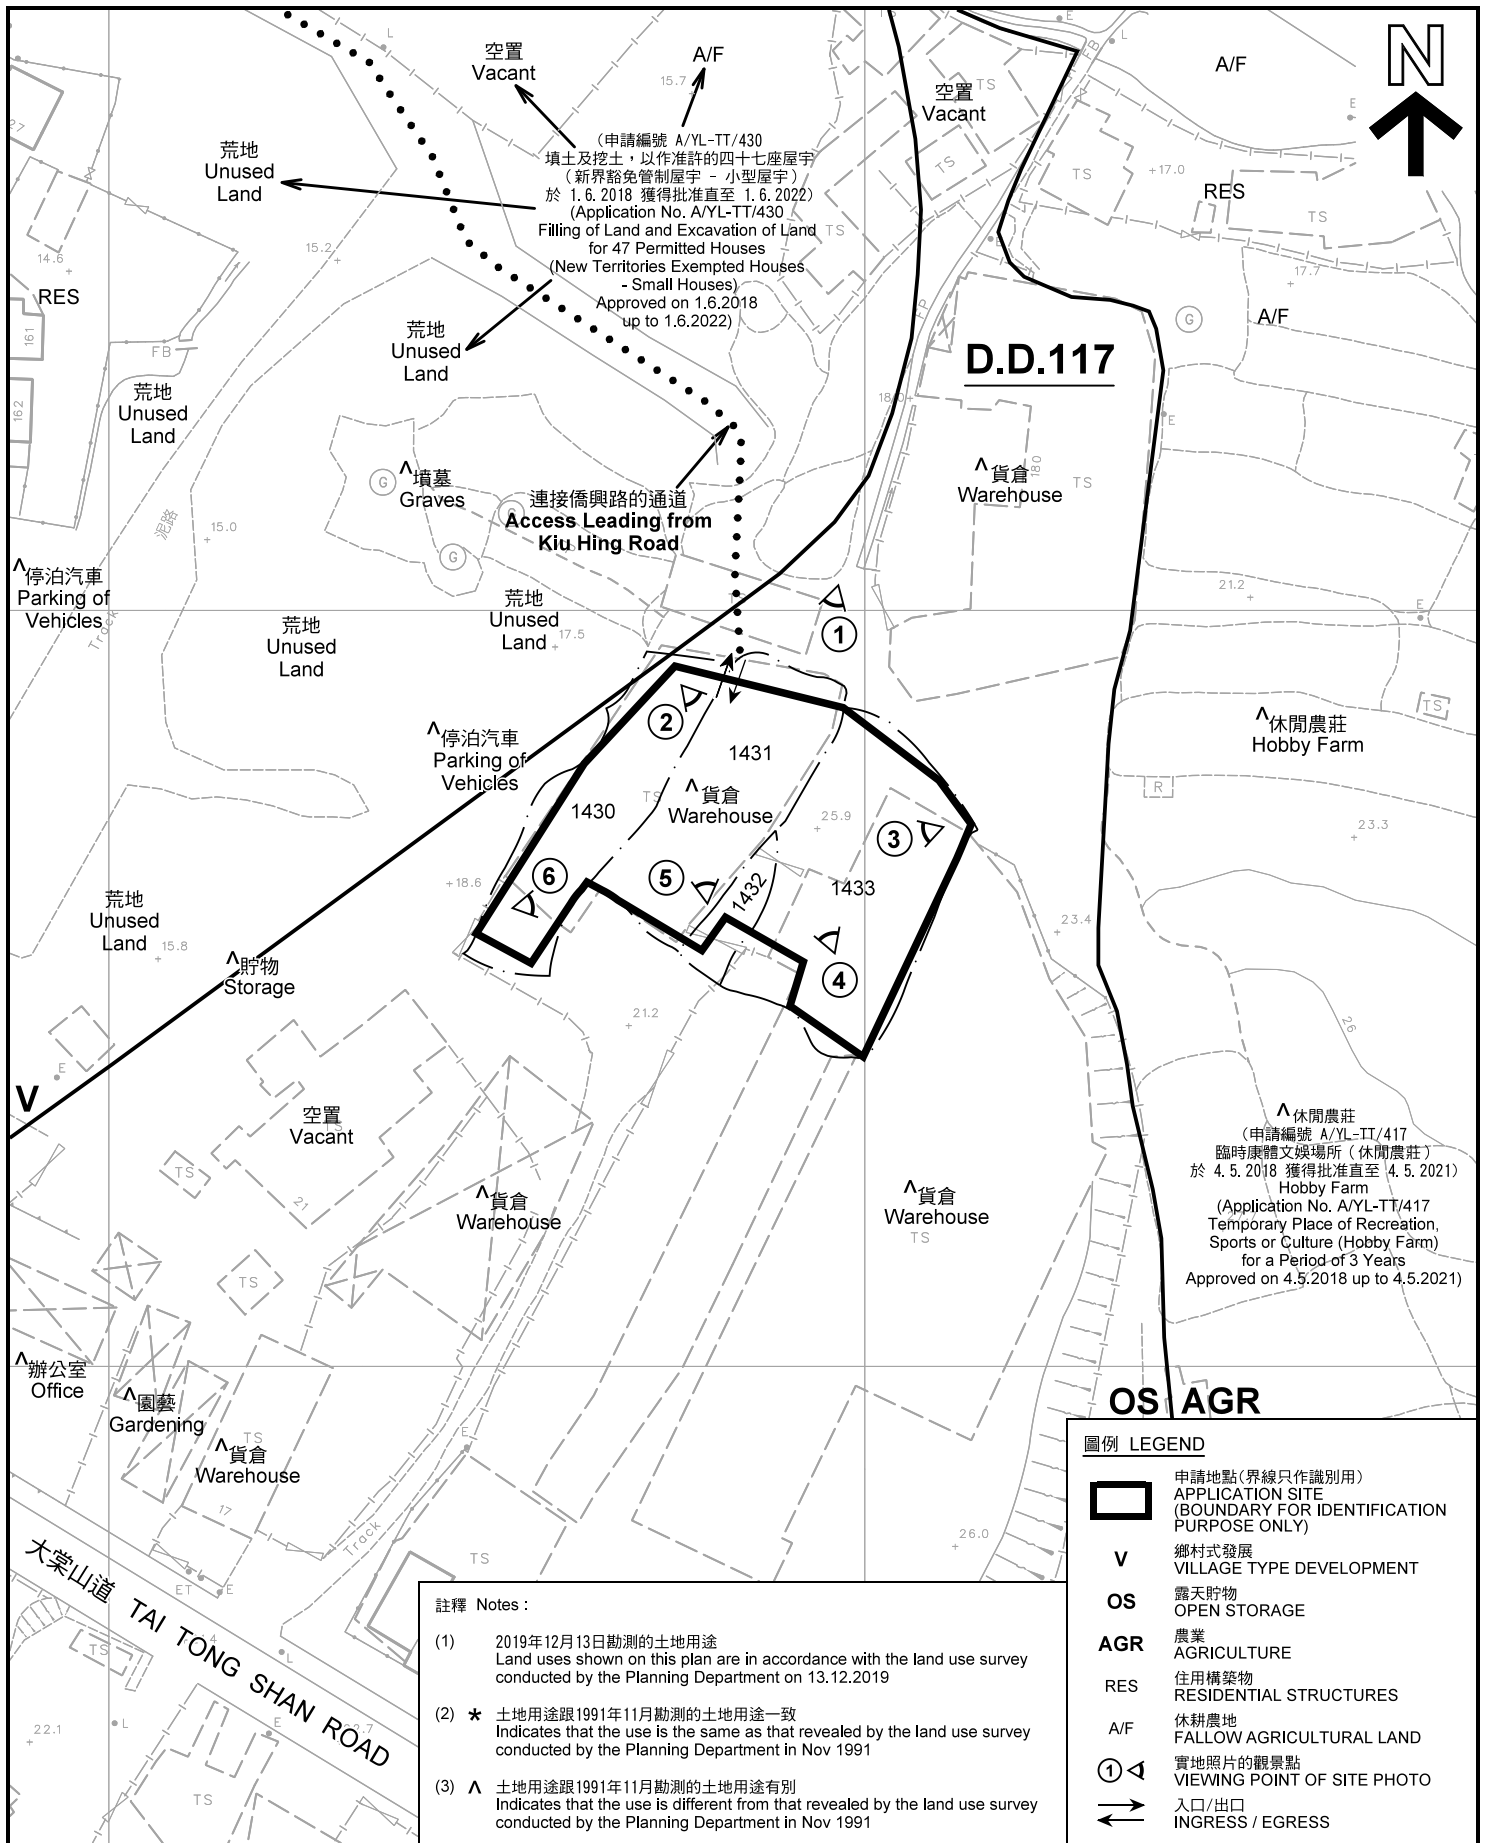 空置
Vacant
A/F
空置
Vacant
A/F
N
L
E
L
E
FB
15.7
TS
TS
27
荒地
Unused
Land
(申請編號 A/YL-TT/430
填土及挖土，以作准許的四十七座屋宇
(新界豁免管制屋宇 - 小型屋宇)
於 1.6.2018 獲得批准直至 1.6.2022)
(Application No. A/YL-TT/430
Filling of Land and Excavation of Land
for 47 Permitted Houses
(New Territories Exempted Houses
- Small Houses)
Approved on 1.6.2018
up to 1.6.2022)
TS
TS
17.0
RES
TS
TS
E
14.6
15.2
17.7
RES
161
162
FB
FP
荒地
Unused
Land
G
A/F
D.D.117
荒地
Unused
Land
18.0
E
^墳墓
Graves
G
G
G
連接僑興路的通道
Access Leading from
Kiu Hing Road
^貨倉
Warehouse
180
TS
泥路
15.0
^停泊汽車
Parking of
Vehicles
Track
荒地
Unused
Land
荒地
Unused
Land
17.5
TS
1
21.2
E
2
1431
^停泊汽車
Parking of
Vehicles
^休閒農莊
Hobby Farm
TS
R
1430
TS
^貨倉
Warehouse
25.9
3
23.3
18.6
6
5
1432
1433
荒地
Unused
Land
15.8
23.4
^貯物
Storage
4
21.2
26
E
V
空置
Vacant
TS
TS
21
^貨倉
Warehouse
^貨倉
Warehouse
TS
^休閒農莊
(申請編號 A/YL-TT/417
臨時康體文娛場所 (休閒農莊)
於 4.5.2018 獲得批准直至 4.5.2021)
Hobby Farm
(Application No. A/YL-TT/417
Temporary Place of Recreation,
Sports or Culture (Hobby Farm)
for a Period of 3 Years
Approved on 4.5.2018 up to 4.5.2021)
TS
^辦公室
Office
^園藝
Gardening
TS
^貨倉
Warehouse
E
17
Track
TS
26.0
OS AGR
ET
E
大棠山道 TAI TONG SHAN ROAD
TS
L
E
22.1
L
22.7
TS
圖例 LEGEND
申請地點(界線只作識別用)
APPLICATION SITE
(BOUNDARY FOR IDENTIFICATION
PURPOSE ONLY)
V 鄉村式發展
VILLAGE TYPE DEVELOPMENT
OS 露天貯物
OPEN STORAGE
AGR 農業
AGRICULTURE
RES 住用構築物
RESIDENTIAL STRUCTURES
A/F 休耕農地
FALLOW AGRICULTURAL LAND
1 實地照片的觀景點
VIEWING POINT OF SITE PHOTO
入口/出口
INGRESS / EGRESS
註釋 Notes :
(1) 2019年12月13日勘測的土地用途
Land uses shown on this plan are in accordance with the land use survey
conducted by the Planning Department on 13.12.2019
(2) * 土地用途跟1991年11月勘測的土地用途一致
Indicates that the use is the same as that revealed by the land use survey
conducted by the Planning Department in Nov 1991
(3) ^ 土地用途跟1991年11月勘測的土地用途有別
Indicates that the use is different from that revealed by the land use survey
conducted by the Planning Department in Nov 1991